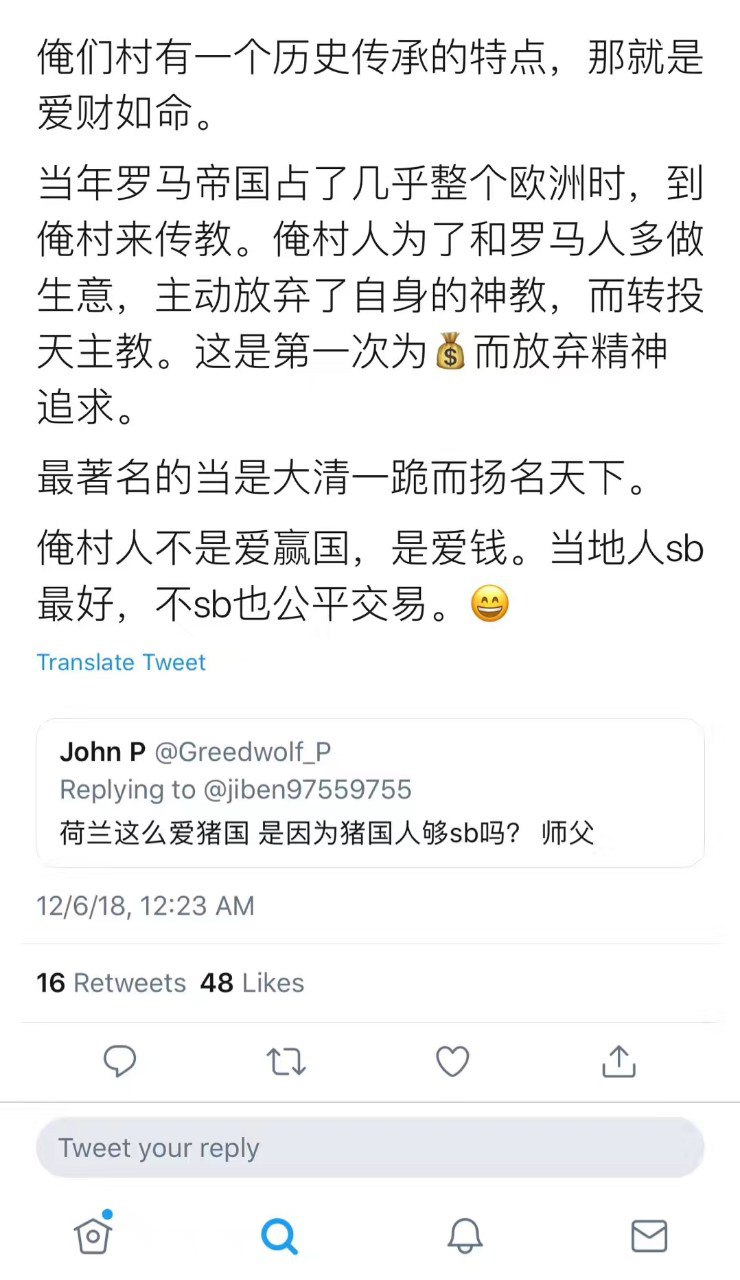 俺们村有一个历史传承的特点，那就是
爱财如命。
当年罗马帝国占了几乎整个欧洲时，到
俺村来传教。俺村人为了和罗马人多做
生意，主动放弃了自身的神教，而转投
天主教。这是第一次为💰而放弃精神
追求。
最著名的当是大清一跪而扬名天下。
俺村人不是爱赢国，是爱钱。当地人sb
最好，不sb也公平交易。😄
Translate Tweet
John P @Greedwolf_P
Replying to @jiben97559755
荷兰这么爱猪国 是因为猪国人够sb吗？ 师父
12/6/18, 12:23 AM
16 Retweets 48 Likes
Tweet your reply